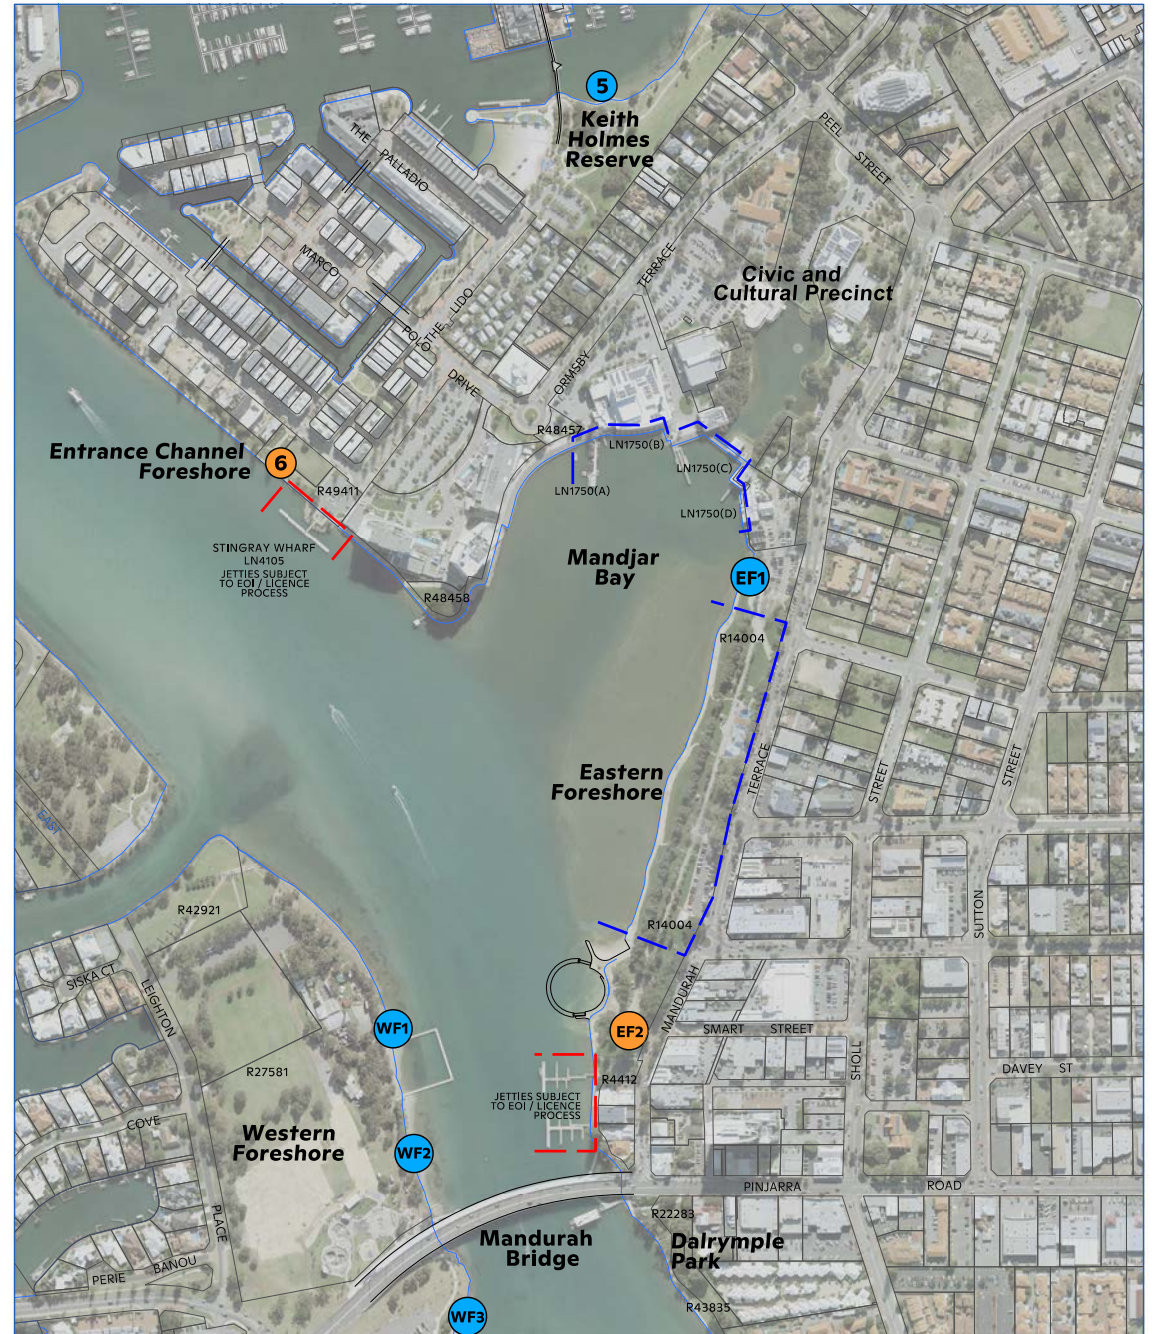 5
Keith
Holmes
Reserve
THE PALLADIO
PEEL STREET
MARCO
POLO
DRIVE
THE LIDO
TERRACE
ORMSBY
Civic and
Cultural Precinct
Entrance Channel
Foreshore
6
R49411
R48457
LN1750(B)
LN1750(C)
LN1750(A)
LN1750(D)
STINGRAY WHARF
LN4105
JETTIES SUBJECT
TO EOI / LICENCE
PROCESS
R48458
Mandjar
Bay
EF1
R14004
Eastern
Foreshore
TERRACE
STREET
STREET
EAST
R42921
R14004
SUTTON
SISKA CT
LEIGHTON
MANDURAH
WF1
EF2
SMART STREET
SHOLL
R27581
R4412
DAVEY ST
JETTIES SUBJECT
TO EOI / LICENCE
PROCESS
COVE
Western
Foreshore
WF2
PINJARRA ROAD
PLACE
R22283
Mandurah
Bridge
Dalrymple
Park
PERIE BANOU
WF3
R43835